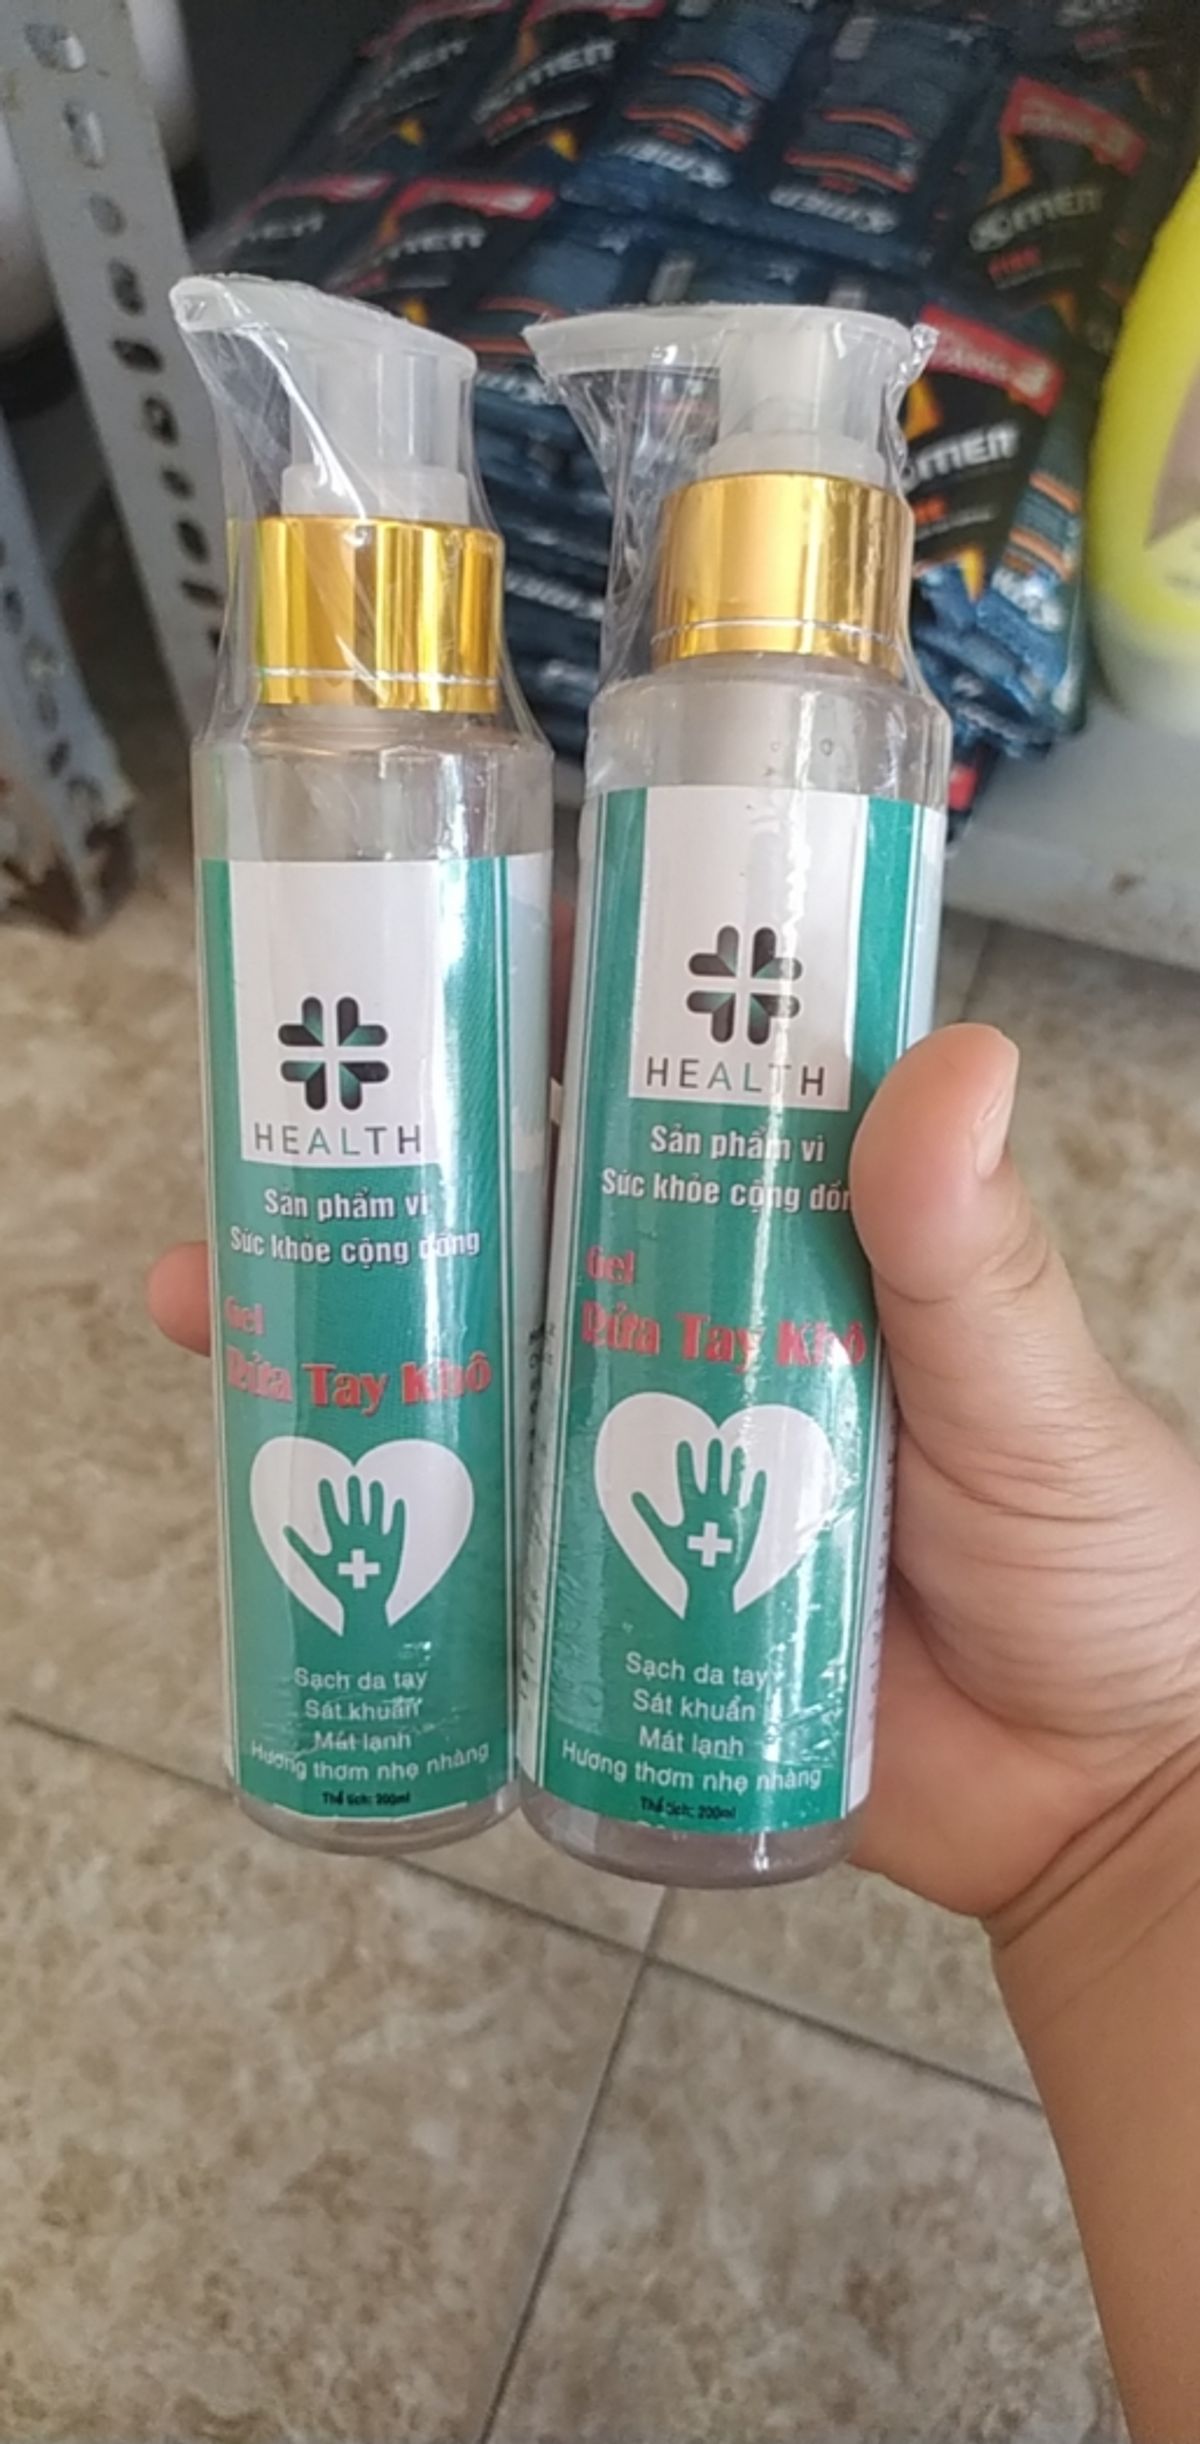 HEALTH
Sản phẩm vì
Sức khỏe cộng đồng
Gel
Rửa Tay Khô
Sạch da tay
Sát khuẩn
Mát lạnh
Hương thơm nhẹ nhàng
Thể tích: 200ml
HEALTH
Sản phẩm vì
Sức khỏe cộng
Gel
Rửa Tay Khô
Sạch da tay
Sát khuẩn
Mát lạnh
Hương thơm nhẹ nhàng
Thể tích: 200ml